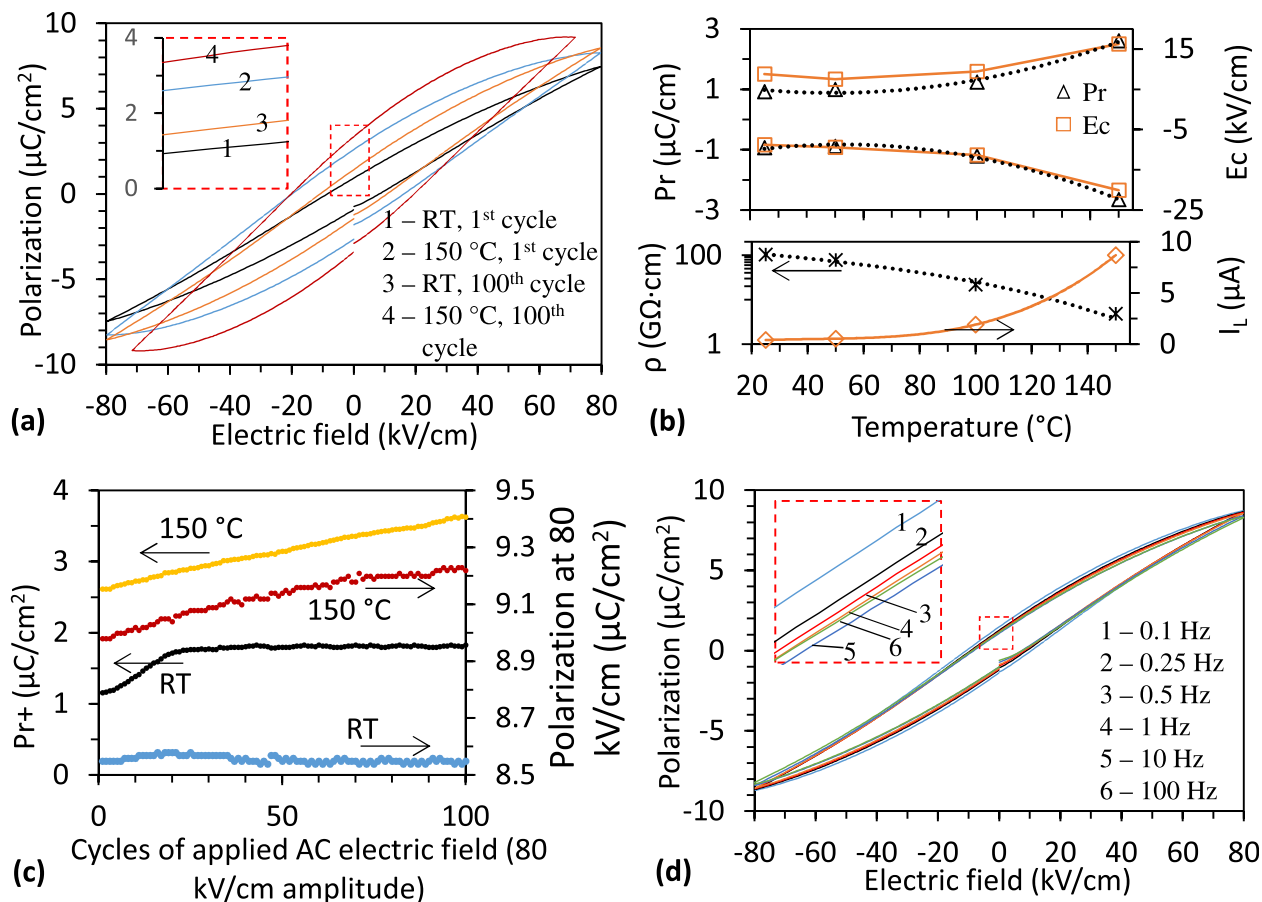 10
5
0
-5
-10
Polarization (µC/cm²)
4
2
0
4
2
3
1
1 – RT, 1st cycle
2 – 150 °C, 1st cycle
3 – RT, 100th cycle
4 – 150 °C, 100th
cycle
-80 -60 -40 -20 0 20 40 60 80
Electric field (kV/cm)
(a)
3
1
-1
-3
Pr (µC/cm²)
15
-5
-25
Ec (kV/cm)
Pr
Ec
100
1
ρ (GΩ·cm)
10
5
0
I_L (µA)
20 40 60 80 100 120 140
Temperature (°C)
(b)
4
3
2
1
0
Pr+ (µC/cm²)
150 °C
150 °C
RT
RT
9.5
9.3
9.1
8.9
8.7
8.5
Polarization at 80
kV/cm (µC/cm²)
0 50 100
Cycles of applied AC electric field (80
kV/cm amplitude)
(c)
10
5
0
-5
-10
Polarization (µC/cm²)
1
2
3
4
6
5
1 – 0.1 Hz
2 – 0.25 Hz
3 – 0.5 Hz
4 – 1 Hz
5 – 10 Hz
6 – 100 Hz
-80 -60 -40 -20 0 20 40 60 80
Electric field (kV/cm)
(d)